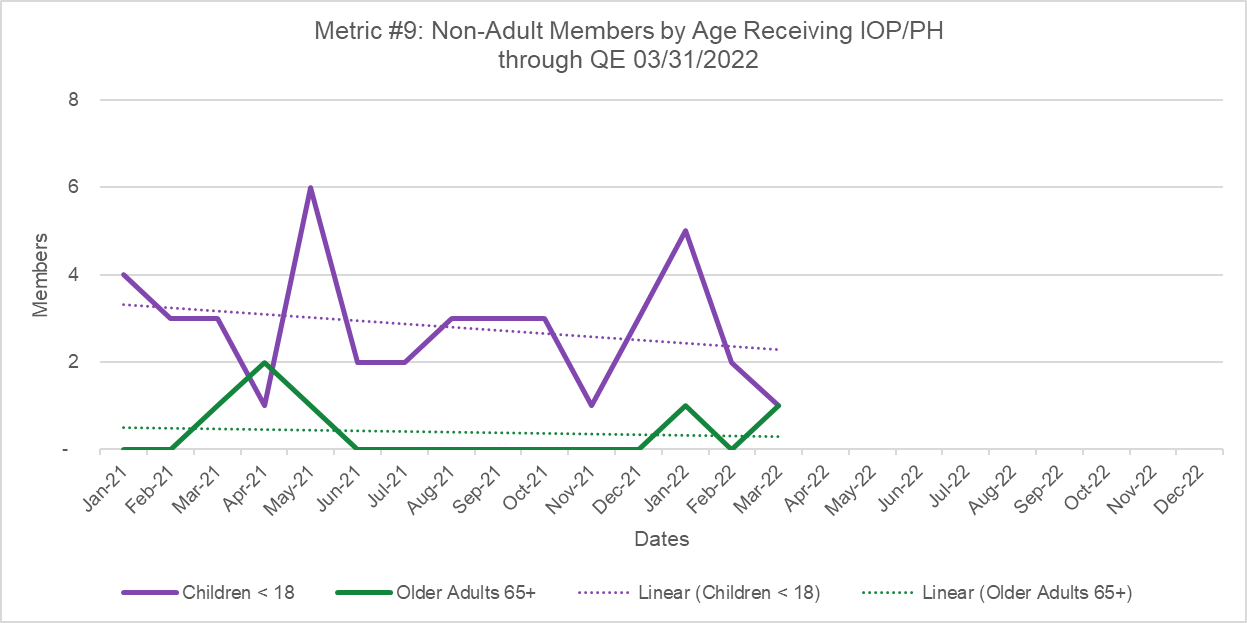 Metric #9: Non-Adult Members by Age Receiving IOP/PH
through QE 03/31/2022
8
6
4
2
-
Members
Jan-21
Feb-21
Mar-21
Apr-21
May-21
Jun-21
Jul-21
Aug-21
Sep-21
Oct-21
Nov-21
Dec-21
Jan-22
Feb-22
Mar-22
Apr-22
May-22
Jun-22
Jul-22
Aug-22
Sep-22
Oct-22
Nov-22
Dec-22
Dates
Children < 18
Older Adults 65+
Linear (Children < 18)
Linear (Older Adults 65+)